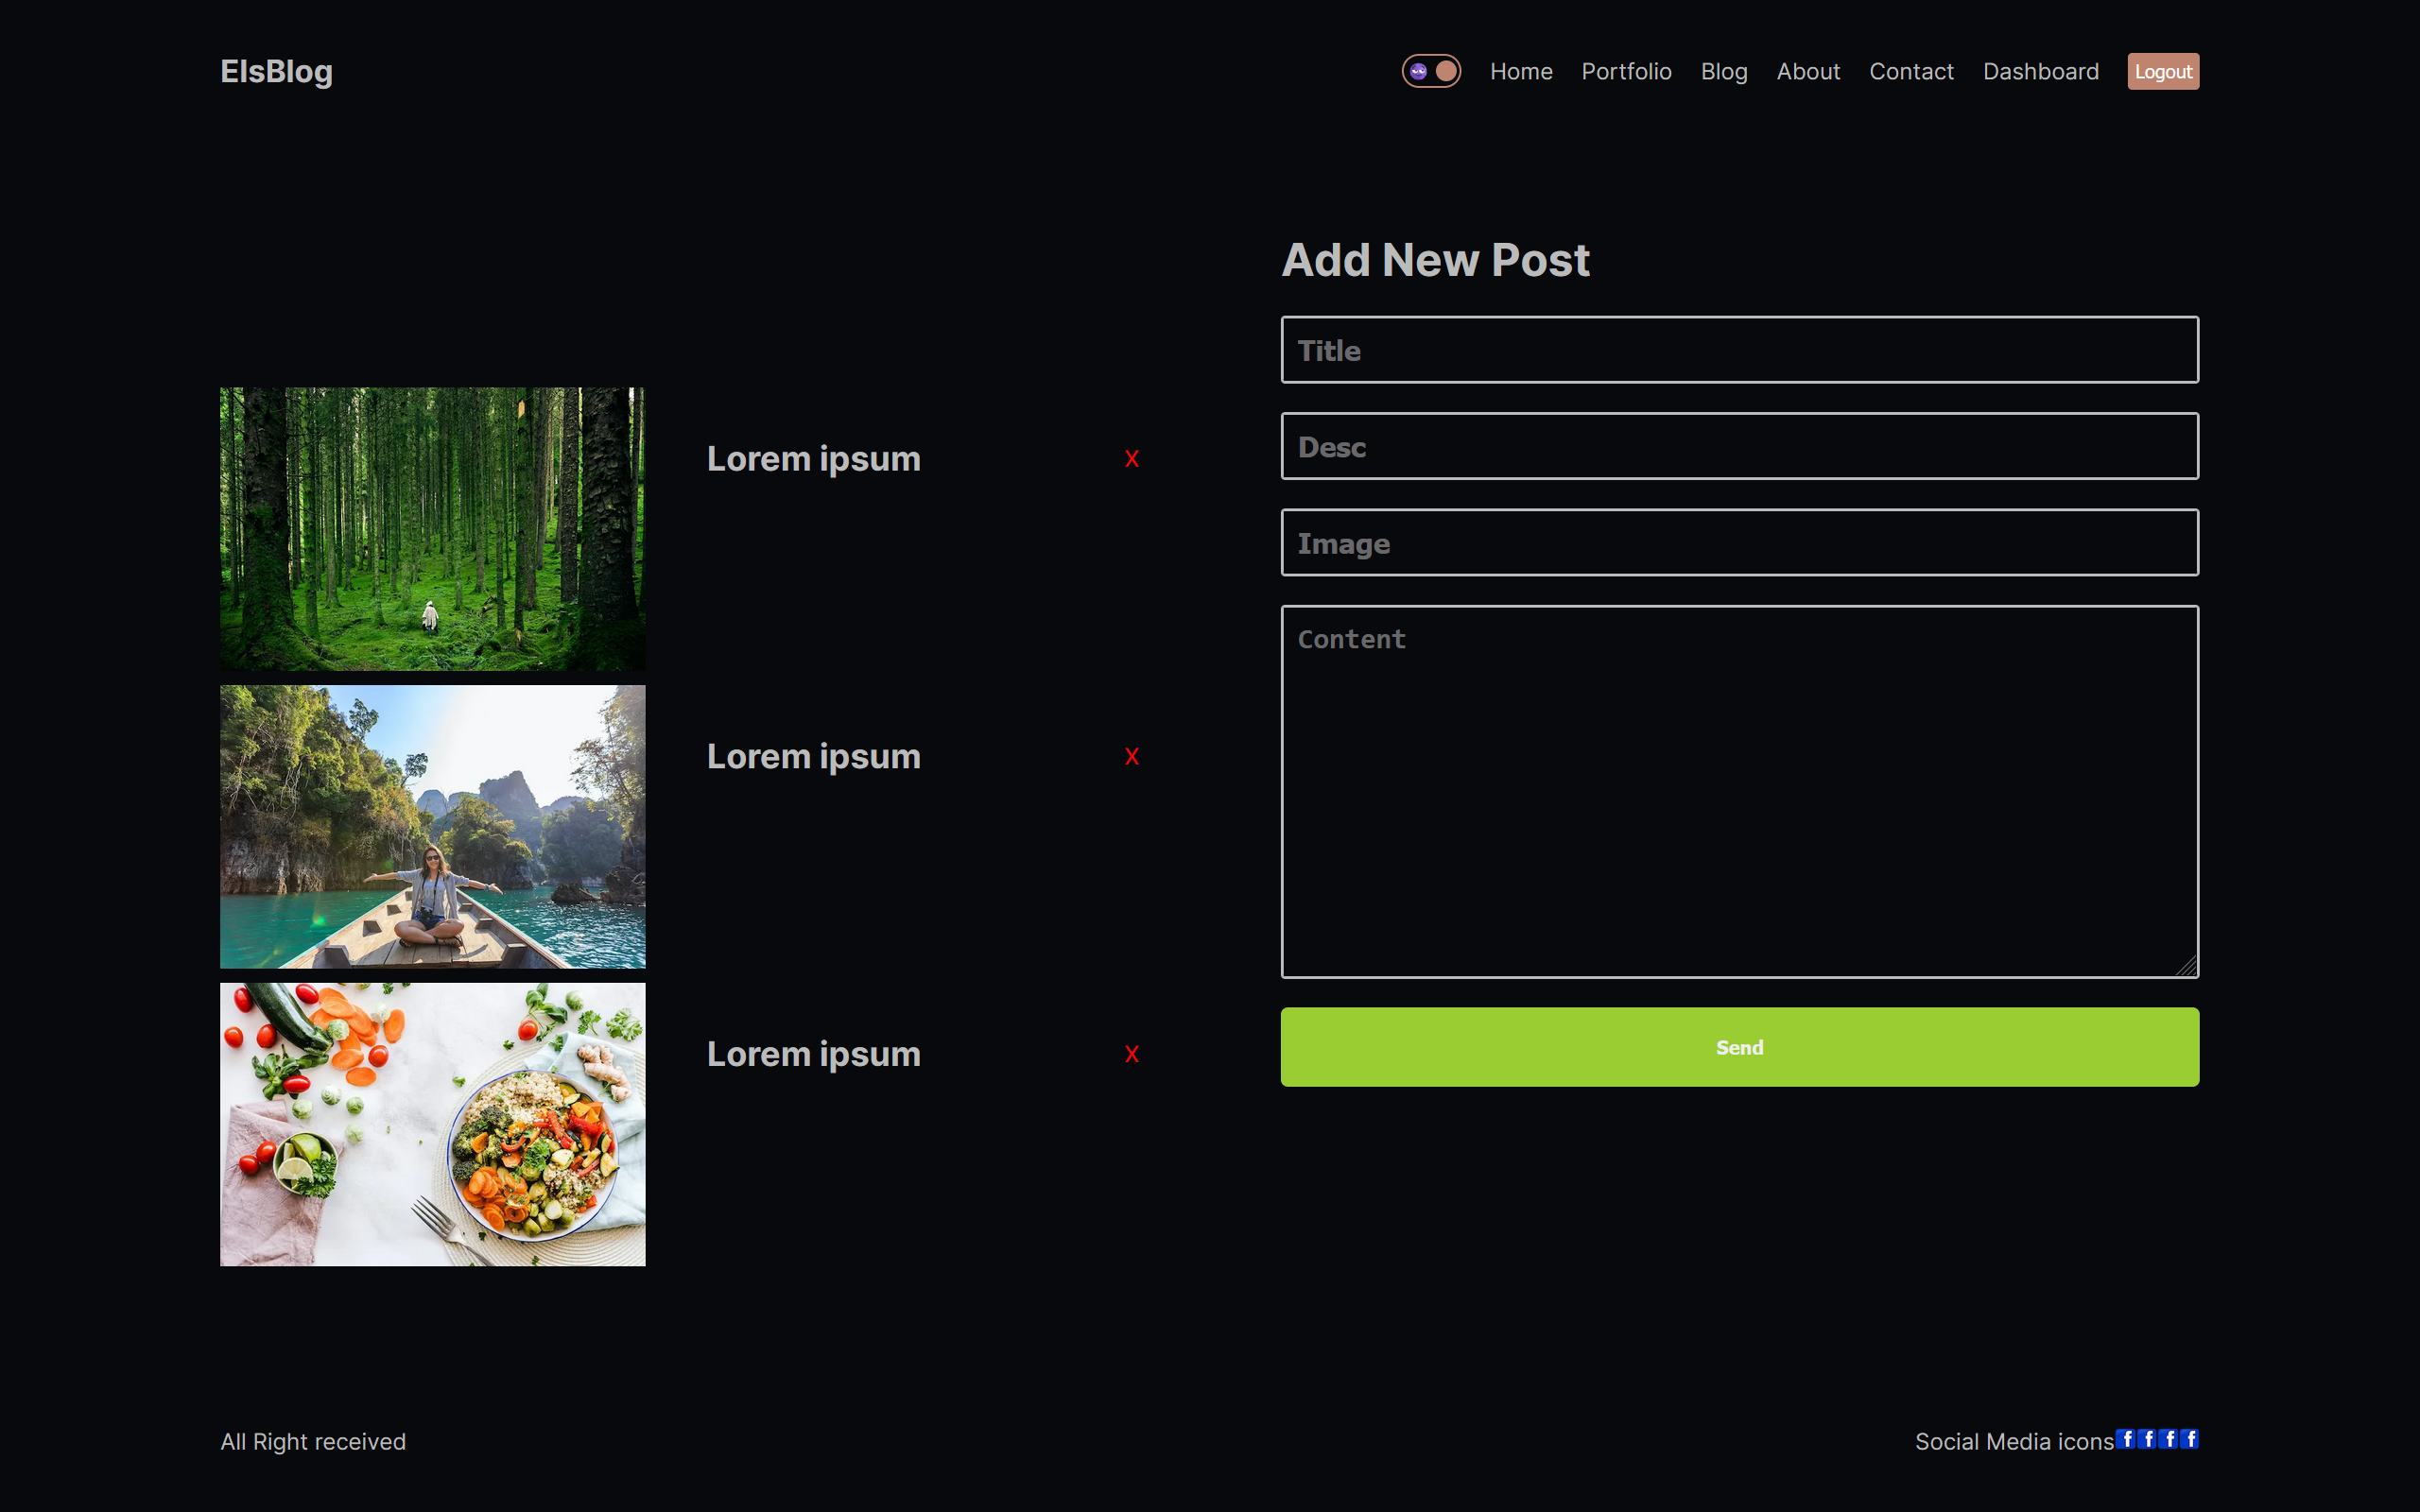 ElsBlog
Home Portfolio Blog About Contact Dashboard Logout
Lorem ipsum X
Lorem ipsum X
Lorem ipsum X
Add New Post
Title
Desc
Image
Content
Send
All Right received
Social Media icons